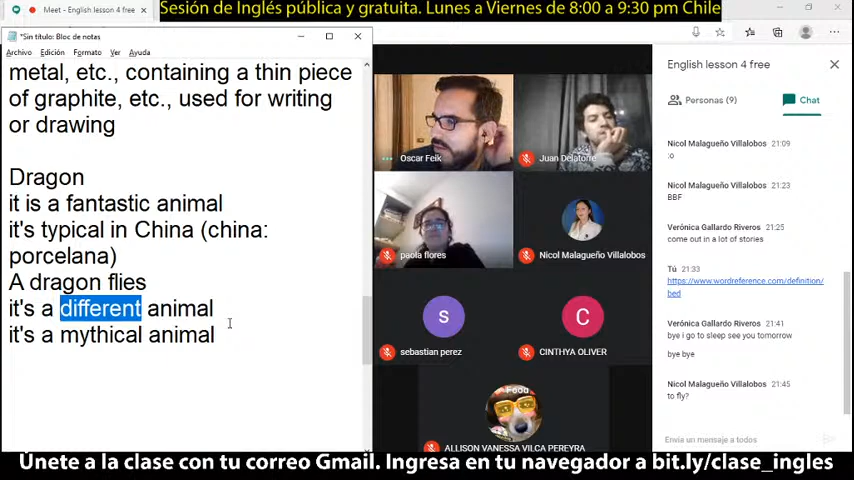 Meet - English lesson 4 free
Sesión de Inglés pública y gratuita. Lunes a Viernes de 8:00 a 9:30 pm Chile
*Sin título: Bloc de notas
Archivo Edición Formato Ver Ayuda
metal, etc., containing a thin piece
of graphite, etc., used for writing
or drawing
Dragon
it is a fantastic animal
it's typical in China (china:
porcelana)
A dragon flies
it's a different animal
it's a mythical animal
Oscar Feik
Juan Delatorre
paola flores
Nicol Malagueño Villalobos
s
sebastian perez
C
CINTHYA OLIVER
Food
ALLISON VANESSA VILCA PEREYRA
English lesson 4 free
Personas (9)
Chat
Nicol Malagueño Villalobos 21:09
:o
Nicol Malagueño Villalobos 21:23
BBF
Verónica Gallardo Riveros 21:25
come out in a lot of stories
Tú 21:33
https://www.wordreference.com/definition/
bed
Verónica Gallardo Riveros 21:41
bye i go to sleep see you tomorrow
bye bye
Nicol Malagueño Villalobos 21:45
to fly?
Envía un mensaje a todos
Únete a la clase con tu correo Gmail. Ingresa en tu navegador a bit.ly/clase_ingles